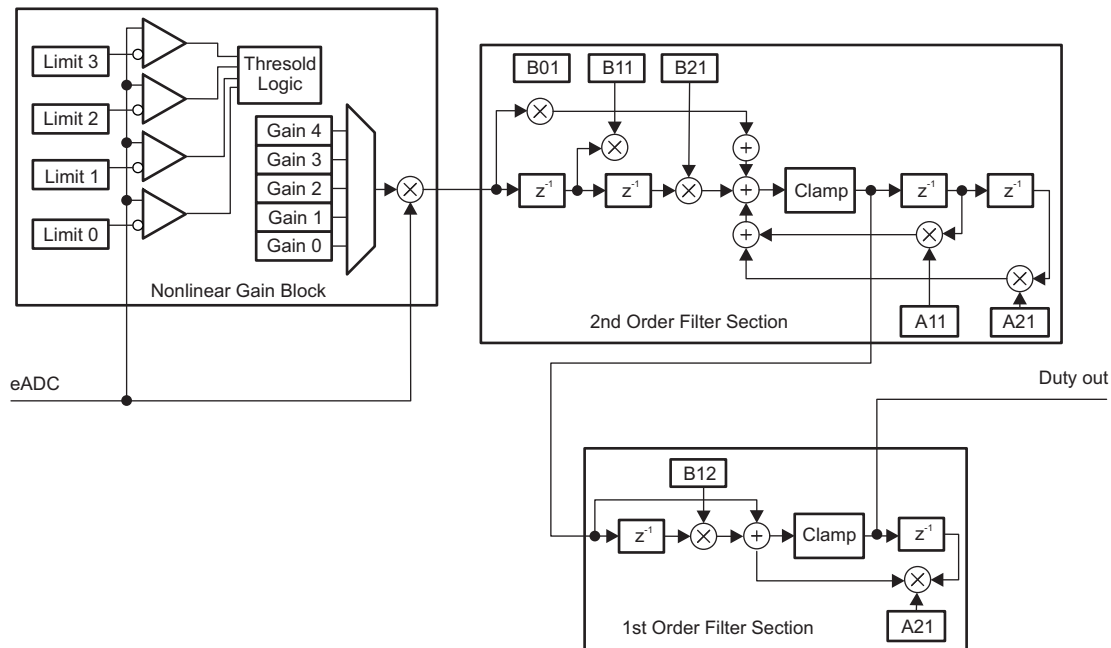 Limit 3
Limit 2
Limit 1
Limit 0
Thresold
Logic
Gain 4
Gain 3
Gain 2
Gain 1
Gain 0
Nonlinear Gain Block
eADC
B01
B11
B21
z-1
z-1
Clamp
z-1
z-1
A11
A21
2nd Order Filter Section
Duty out
B12
z-1
Clamp
z-1
A21
1st Order Filter Section